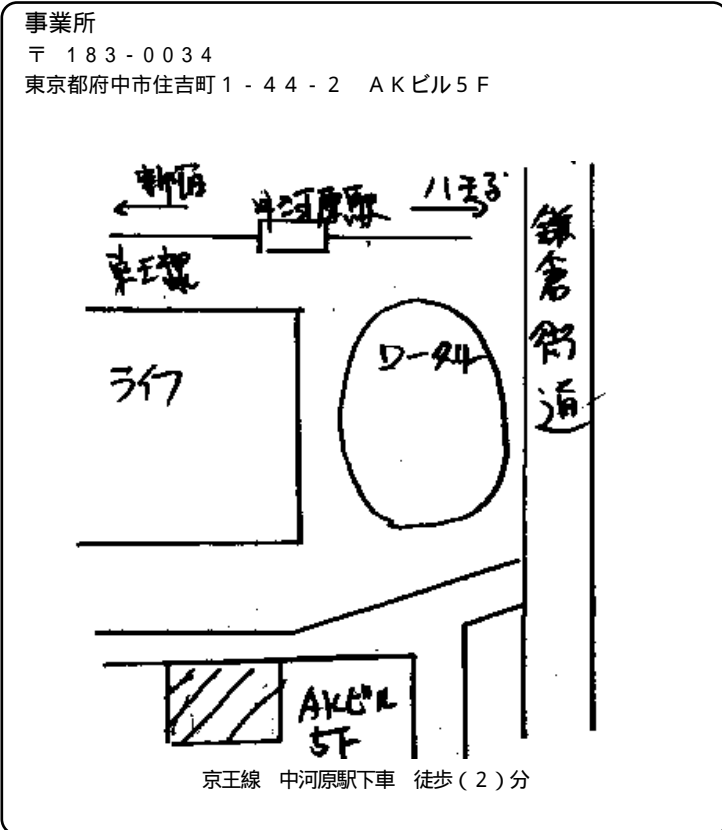 事業所
〒 183-0034
東京都府中市住吉町1-44-2 AKビル5F
新宿
中河原駅
八王子
京王線
鎌倉街道
ロータリー
ライフ
AKビル
5F
京王線 中河原駅下車 徒歩(2)分